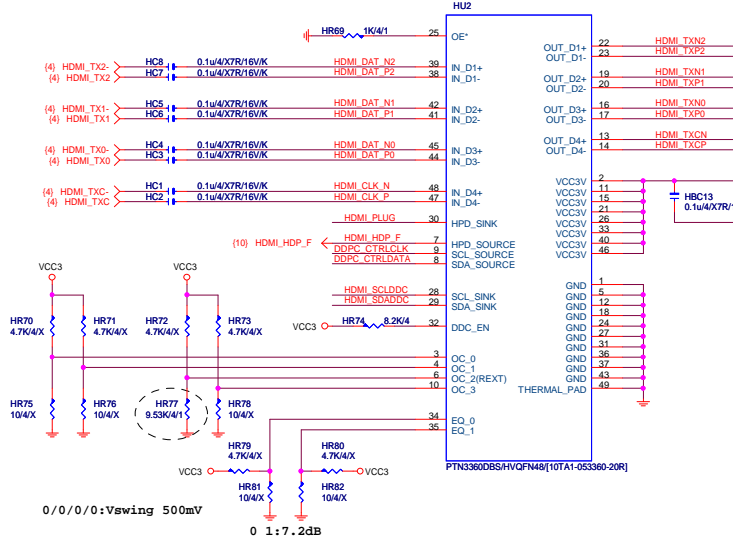 HU2
HR69 1K/4/1 25 OE*
OUT_D1+ 22 HDMI_TXN2
OUT_D1- 23 HDMI_TXP2
{4} HDMI_TX2- HC8 0.1u/4/X7R/16V/K HDMI_DAT_N2 39 IN_D1+
{4} HDMI_TX2 HC7 0.1u/4/X7R/16V/K HDMI_DAT_P2 38 IN_D1-
OUT_D2+ 19 HDMI_TXN1
OUT_D2- 20 HDMI_TXP1
{4} HDMI_TX1- HC5 0.1u/4/X7R/16V/K HDMI_DAT_N1 42 IN_D2+
{4} HDMI_TX1 HC6 0.1u/4/X7R/16V/K HDMI_DAT_P1 41 IN_D2-
OUT_D3+ 16 HDMI_TXN0
OUT_D3- 17 HDMI_TXP0
{4} HDMI_TX0- HC4 0.1u/4/X7R/16V/K HDMI_DAT_N0 45 IN_D3+
{4} HDMI_TX0 HC3 0.1u/4/X7R/16V/K HDMI_DAT_P0 44 IN_D3-
OUT_D4+ 13 HDMI_TXCN
OUT_D4- 14 HDMI_TXCP
{4} HDMI_TXC- HC1 0.1u/4/X7R/16V/K HDMI_CLK_N 48 IN_D4+
{4} HDMI_TXC HC2 0.1u/4/X7R/16V/K HDMI_CLK_P 47 IN_D4-
VCC3V 2
VCC3V 11
VCC3V 15
VCC3V 21
VCC3V 26
VCC3V 33
VCC3V 40
VCC3V 46
HBC13
0.1u/4/X7R/1
HDMI_PLUG 30 HPD_SINK
{10} HDMI_HDP_F HDMI_HDP_F 7 HPD_SOURCE
DDPC_CTRLCLK 9 SCL_SOURCE
DDPC_CTRLDATA 8 SDA_SOURCE
HDMI_SCLDDC 28 SCL_SINK
HDMI_SDADDC 29 SDA_SINK
VCC3 HR74 8.2K/4 32 DDC_EN
GND 1
GND 5
GND 12
GND 18
GND 24
GND 27
GND 31
GND 36
GND 37
GND 43
THERMAL_PAD 49
VCC3 VCC3
HR70 HR71 HR72 HR73
4.7K/4/X 4.7K/4/X 4.7K/4/X 4.7K/4/X
3 OC_0
4 OC_1
6 OC_2(REXT)
10 OC_3
HR75 HR76 HR77 HR78
10/4/X 10/4/X 9.53K/4/1 10/4/X
34 EQ_0
35 EQ_1
HR79 HR80
4.7K/4/X 4.7K/4/X
VCC3 VCC3
HR81 HR82
10/4/X 10/4/X
PTN3360DBS/HVQFN48/[10TA1-053360-20R]
0/0/0/0:Vswing 500mV
0 1:7.2dB